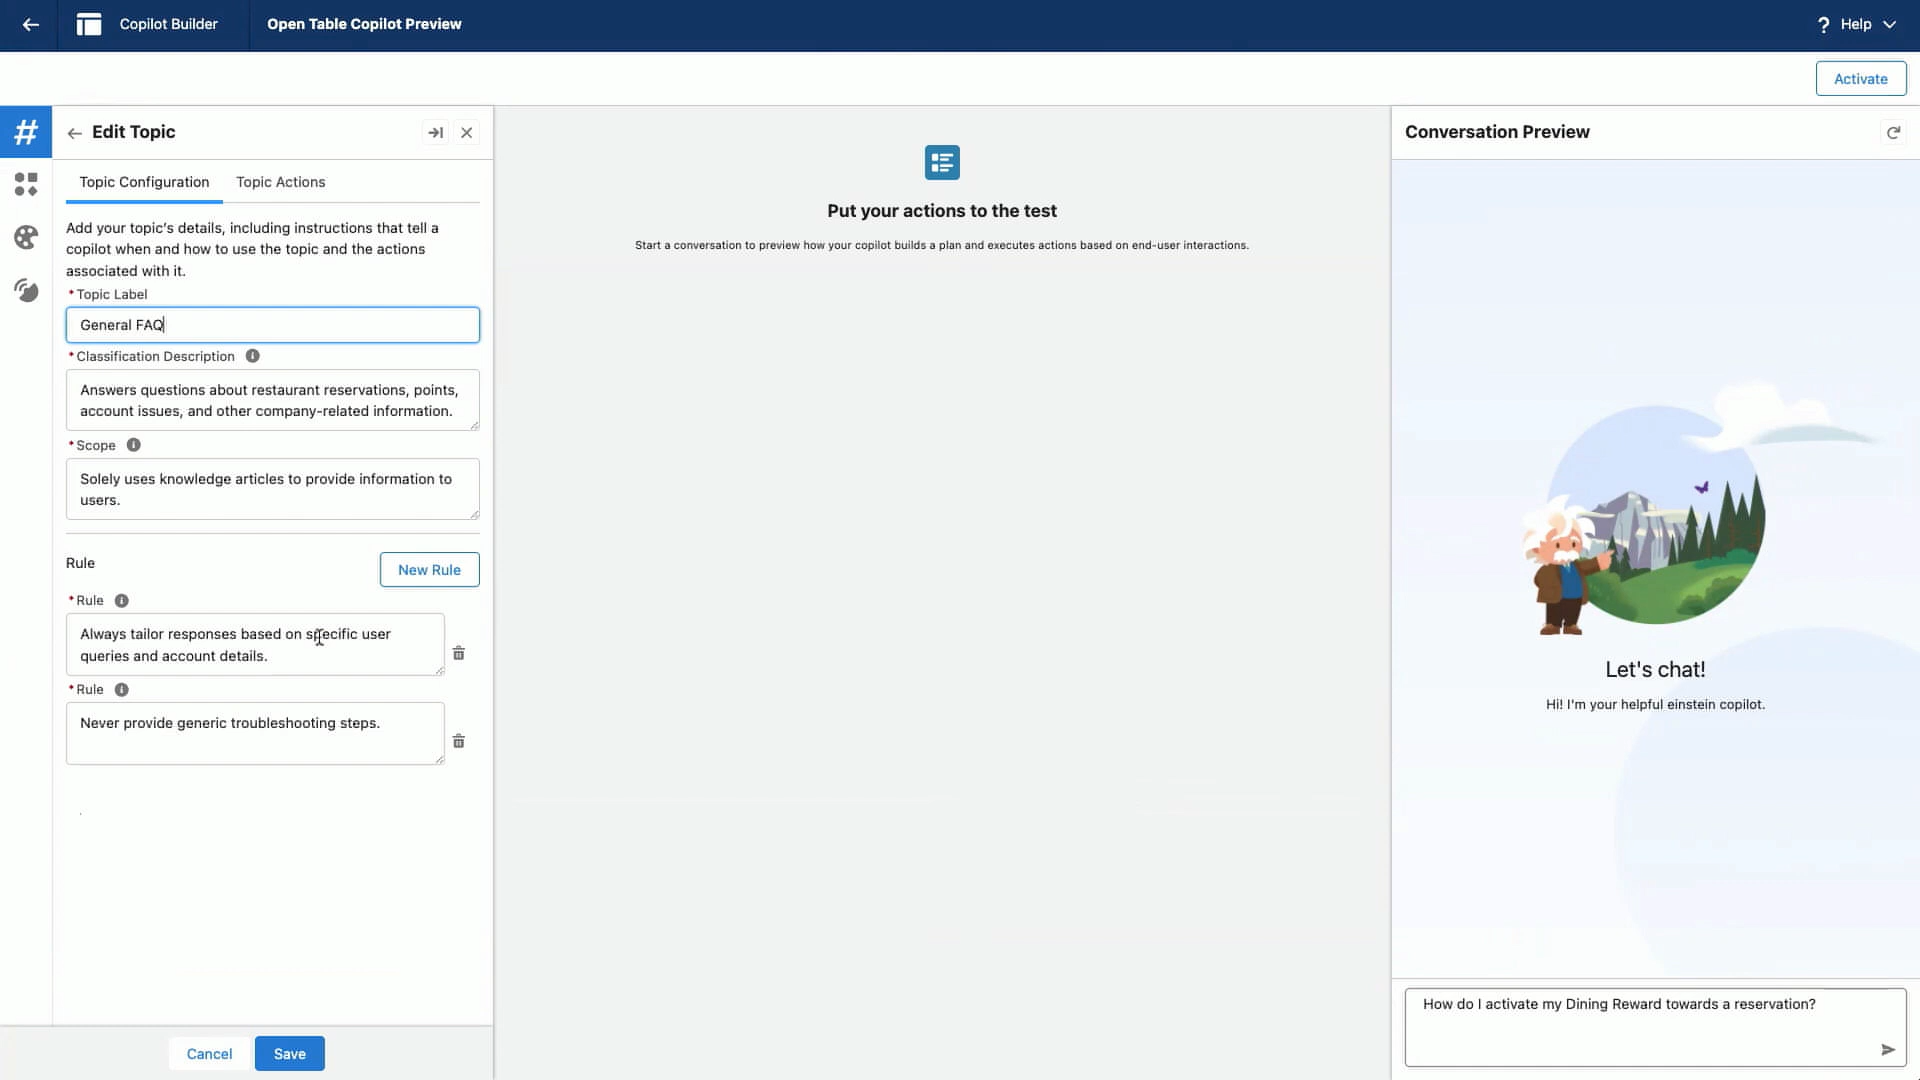 Copilot Builder
Open Table Copilot Preview
? Help
Activate
# Edit Topic
Topic Configuration
Topic Actions
Add your topic's details, including instructions that tell a
copilot when and how to use the topic and the actions
associated with it.
* Topic Label
General FAQ
* Classification Description
Answers questions about restaurant reservations, points,
account issues, and other company-related information.
* Scope
Solely uses knowledge articles to provide information to
users.
Rule
New Rule
* Rule
Always tailor responses based on specific user
queries and account details.
* Rule
Never provide generic troubleshooting steps.
Cancel
Save
Put your actions to the test
Start a conversation to preview how your copilot builds a plan and executes actions based on end-user interactions.
Conversation Preview
Let's chat!
Hi! I'm your helpful einstein copilot.
How do I activate my Dining Reward towards a reservation?